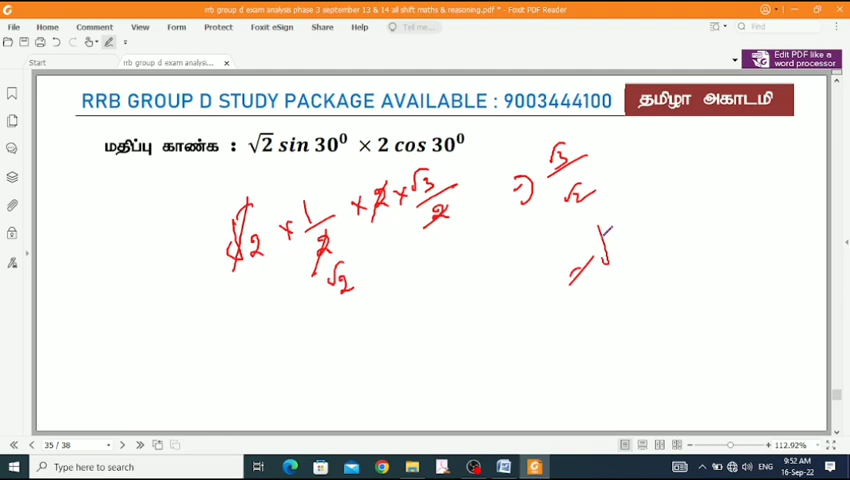 rrb group d exam analysis phase 3 september 13 & 14 all shift maths & reasoning.pdf * - Foxit PDF Reader
File Home Comment View Form Protect Foxit eSign Share Help Tell me... Find
Edit PDF like a
word processor
Start rrb group d exam analysi... ×
RRB GROUP D STUDY PACKAGE AVAILABLE : 9003444100 தமிழா அகாடமி
மதிப்பு காண்க : √2 sin 30⁰ × 2 cos 30⁰
√2 × 1/2 × 2 × √3/2 ⇒ √3/√2
√2
= √
35 / 38 112.92%
Type here to search ENG 9:52 AM
16-Sep-22